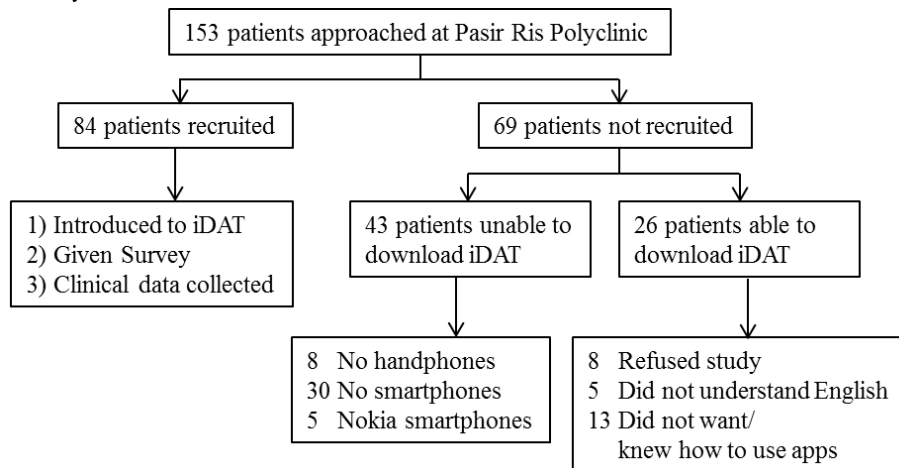 153 patients approached at Pasir Ris Polyclinic
84 patients recruited
69 patients not recruited
1) Introduced to iDAT
2) Given Survey
3) Clinical data collected
43 patients unable to
download iDAT
26 patients able to
download iDAT
8 No handphones
30 No smartphones
5 Nokia smartphones
8 Refused study
5 Did not understand English
13 Did not want/
knew how to use apps